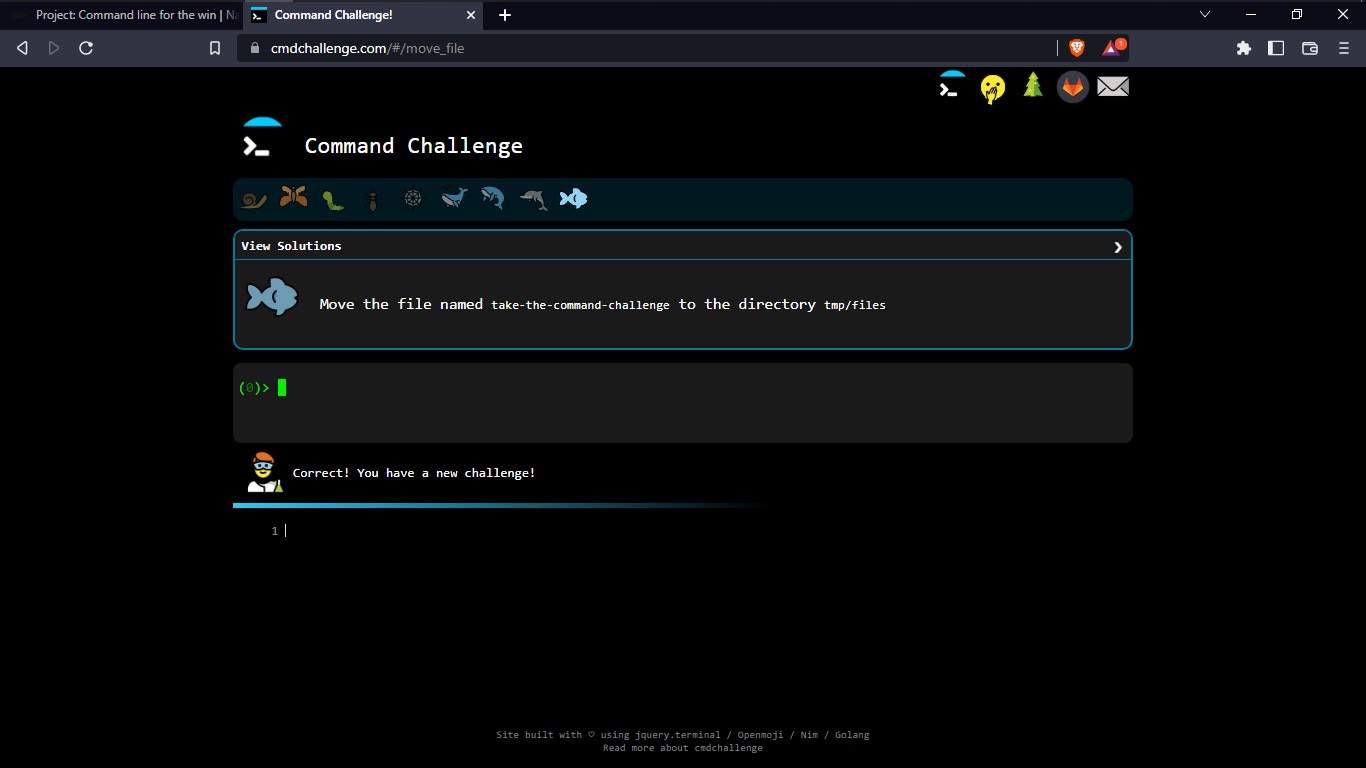 Project: Command line for the win | Na
Command Challenge!
cmdchallenge.com/#/move_file
1
Command Challenge
View Solutions
Move the file named take-the-command-challenge to the directory tmp/files
(0)>
Correct! You have a new challenge!
1
Site built with ♡ using jquery.terminal / Openmoji / Nim / Golang
Read more about cmdchallenge